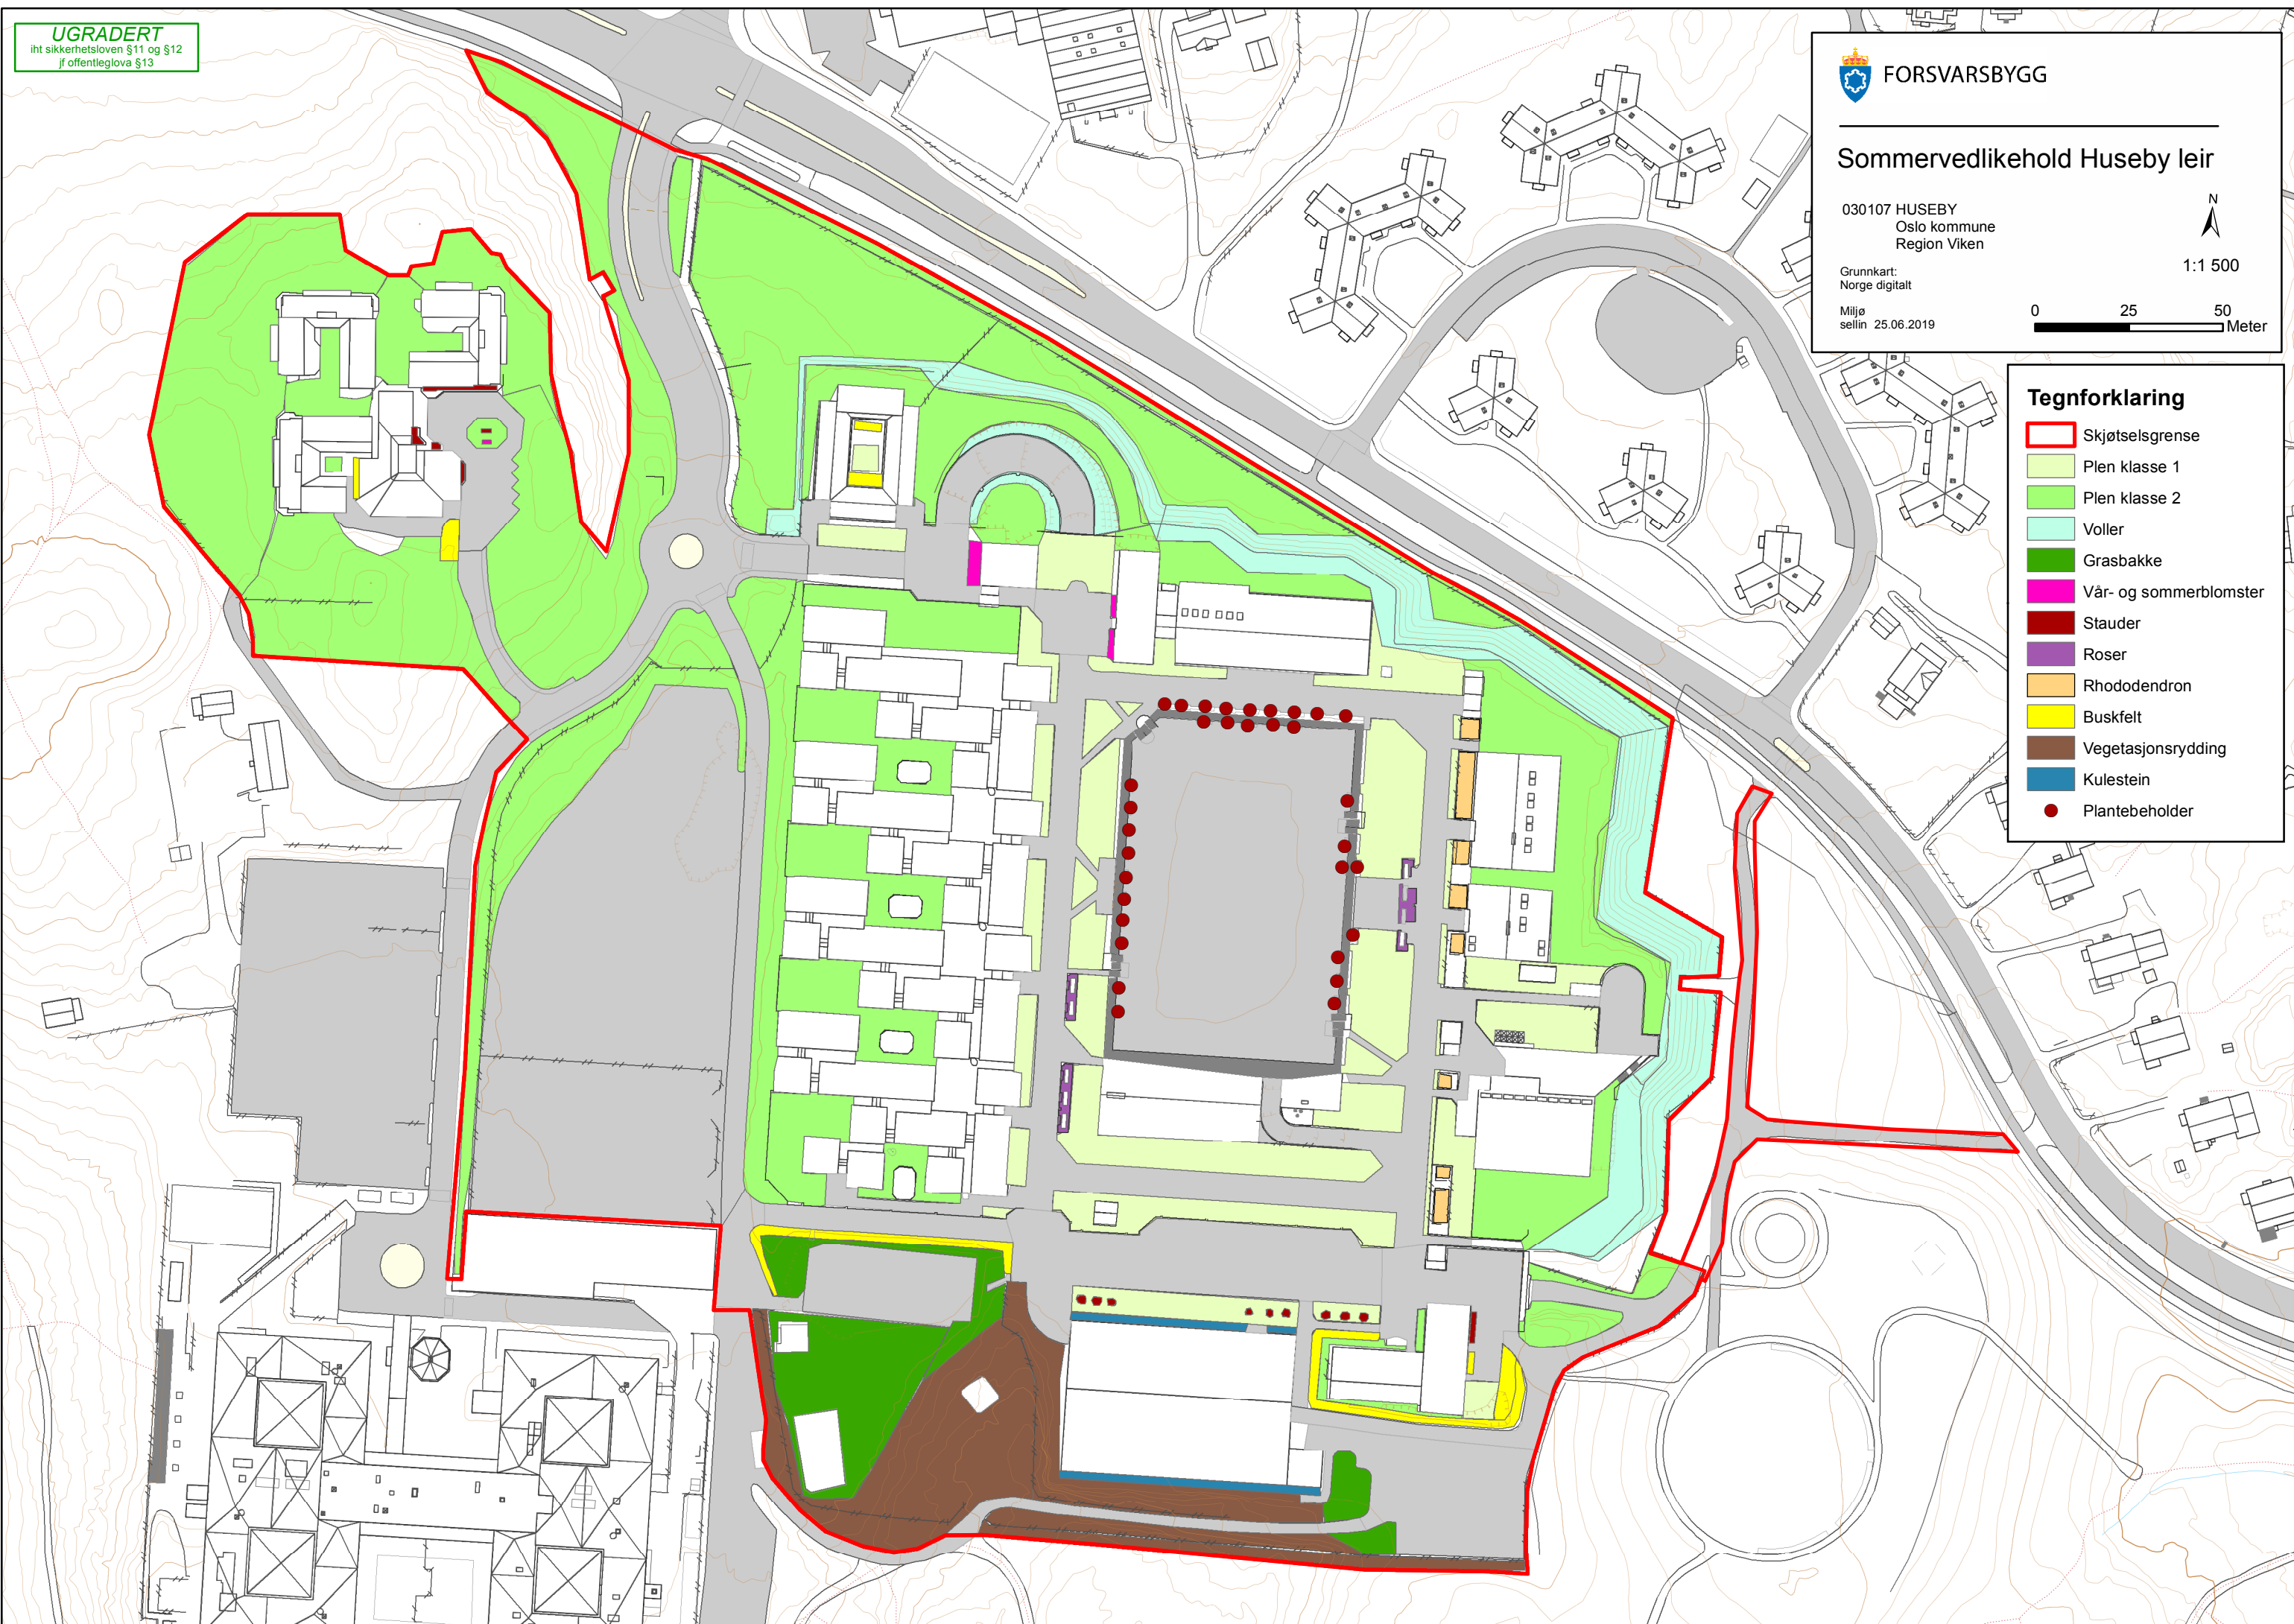 UGRADERT
iht sikkerhetsloven §11 og §12
jf offentleglova §13
FORSVARSBYGG
Sommervedlikehold Huseby leir
030107 HUSEBY
Oslo kommune
Region Viken
N
1:1 500
Grunnkart:
Norge digitalt
Miljø
sellin 25.06.2019
0 25 50
Meter
Tegnforklaring
Skjøtselsgrense
Plen klasse 1
Plen klasse 2
Voller
Grasbakke
Vår- og sommerblomster
Stauder
Roser
Rhododendron
Buskfelt
Vegetasjonsrydding
Kulestein
Plantebeholder